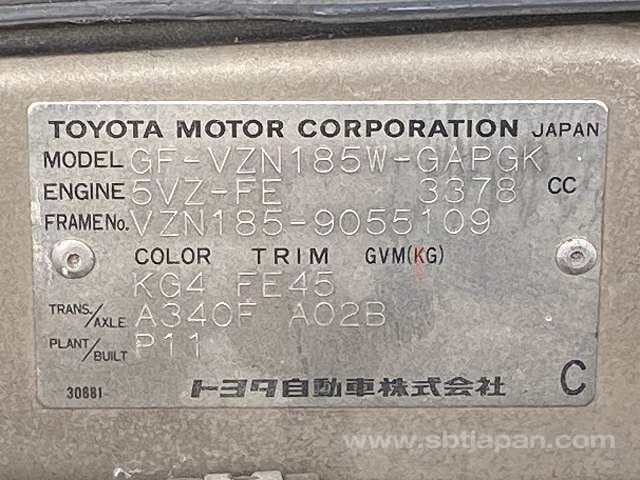 TOYOTA MOTOR CORPORATION JAPAN
MODEL GF-VZN185W-GAPGK
ENGINE 5VZ-FE 3378 CC
FRAME No. VZN185-9055109
COLOR TRIM GVM(KG)
KG4 FE45
TRANS./AXLE A340F A02B
PLANT/BUILT P11
30881 トヨタ自動車株式会社 C
www.sbtjapan.com